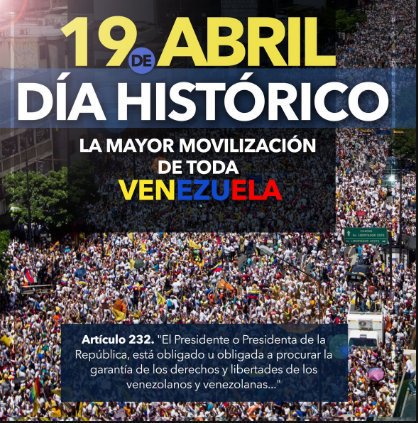 19 DE ABRIL
DÍA HISTÓRICO
LA MAYOR MOVILIZACIÓN
DE TODA
VENEZUELA
Artículo 232. "El Presidente o Presidenta de la
República, está obligado u obligada a procurar la
garantía de los derechos y libertades de los
venezolanos y venezolanas..."